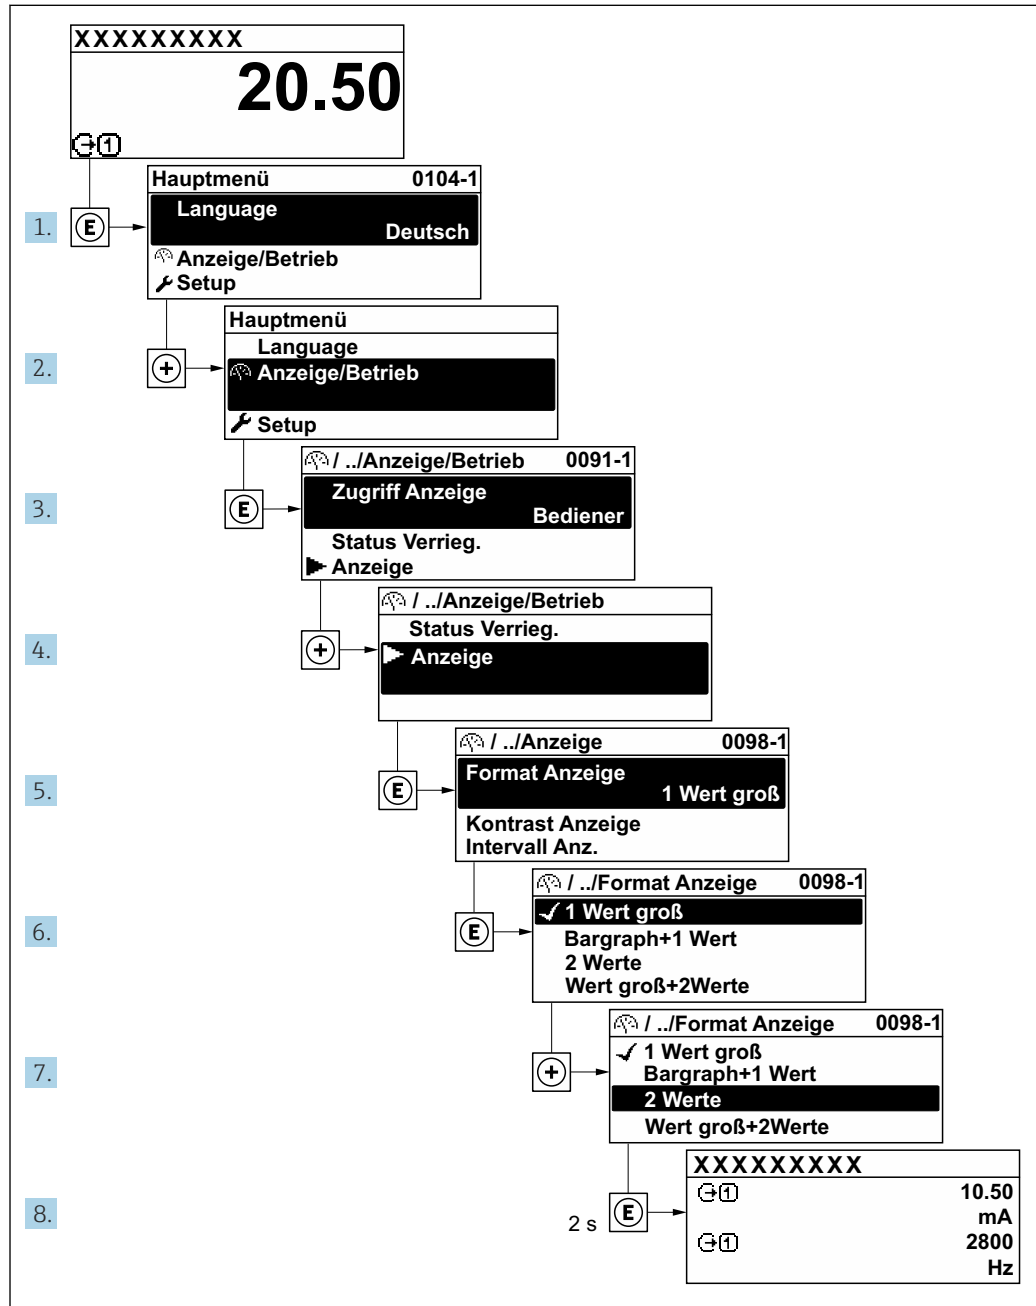 XXXXXXXXX
20.50
1
Hauptmenü 0104-1
1. E Language
Deutsch
Anzeige/Betrieb
Setup
Hauptmenü
Language
2. + Anzeige/Betrieb
Setup
/ ../Anzeige/Betrieb 0091-1
3. E Zugriff Anzeige
Bediener
Status Verrieg.
Anzeige
/ ../Anzeige/Betrieb
Status Verrieg.
4. + Anzeige
/ ../Anzeige 0098-1
Format Anzeige
5. E 1 Wert groß
Kontrast Anzeige
Intervall Anz.
/ ../Format Anzeige 0098-1
1 Wert groß
6. E Bargraph+1 Wert
2 Werte
Wert groß+2Werte
/ ../Format Anzeige 0098-1
1 Wert groß
7. + Bargraph+1 Wert
2 Werte
Wert groß+2Werte
XXXXXXXXX
1 10.50
8. 2 s E mA
1 2800
Hz